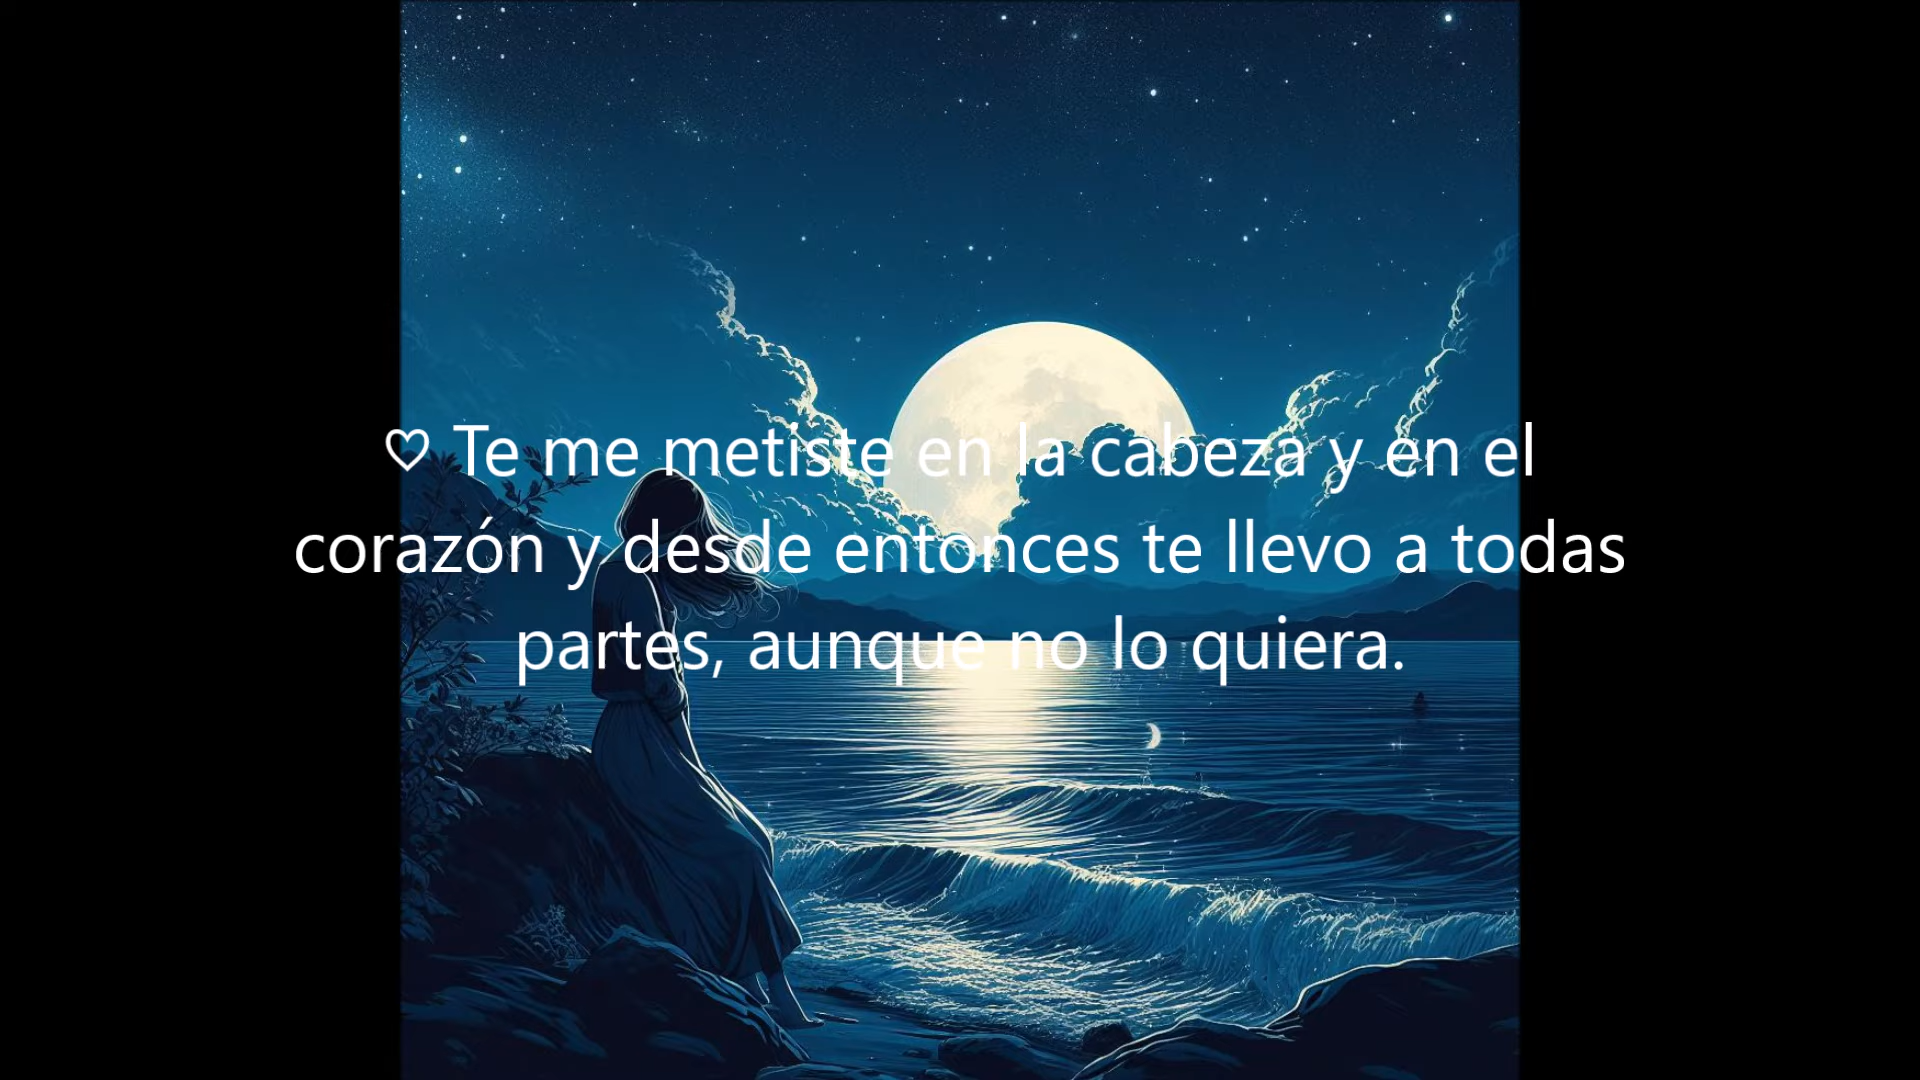 ♡ Te me metiste en la cabeza y en el
corazón y desde entonces te llevo a todas
partes, aunque no lo quiera.